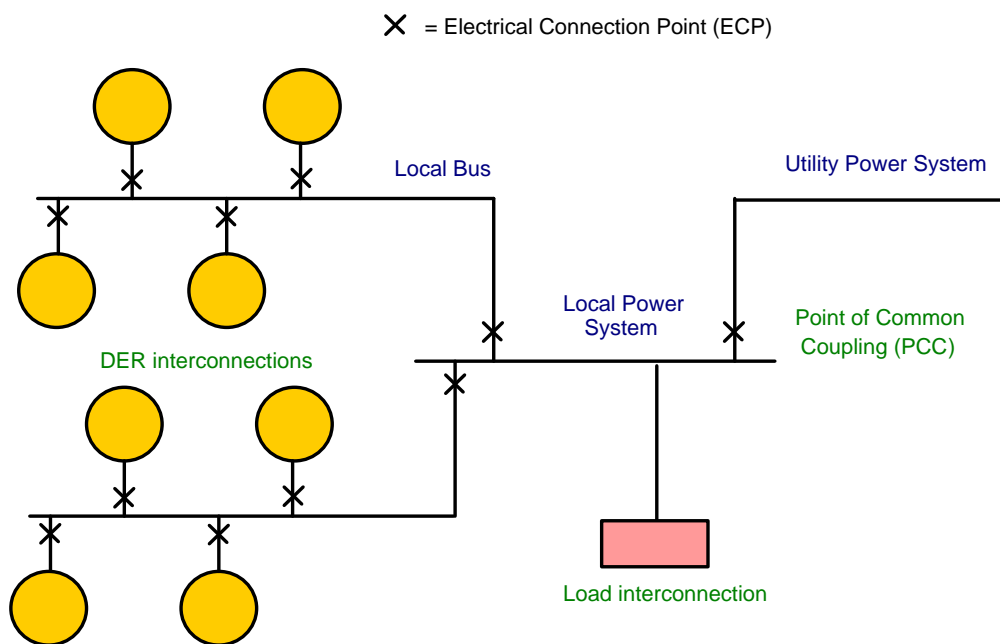 = Electrical Connection Point (ECP)
Local Bus
Utility Power System
Local Power
System
Point of Common
Coupling (PCC)
DER interconnections
Load interconnection